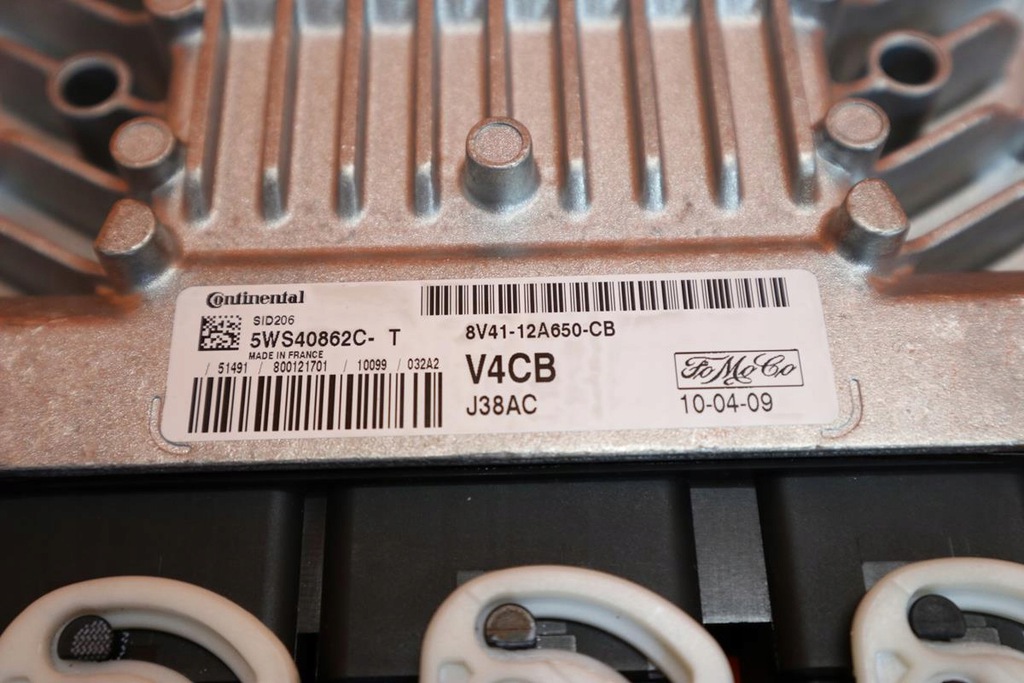 Continental
SID206
5WS40862C- T
MADE IN FRANCE
/ 51491 / 800121701 / 10099 / 032A2
8V41-12A650-CB
V4CB
J38AC
FoMoCo
10-04-09